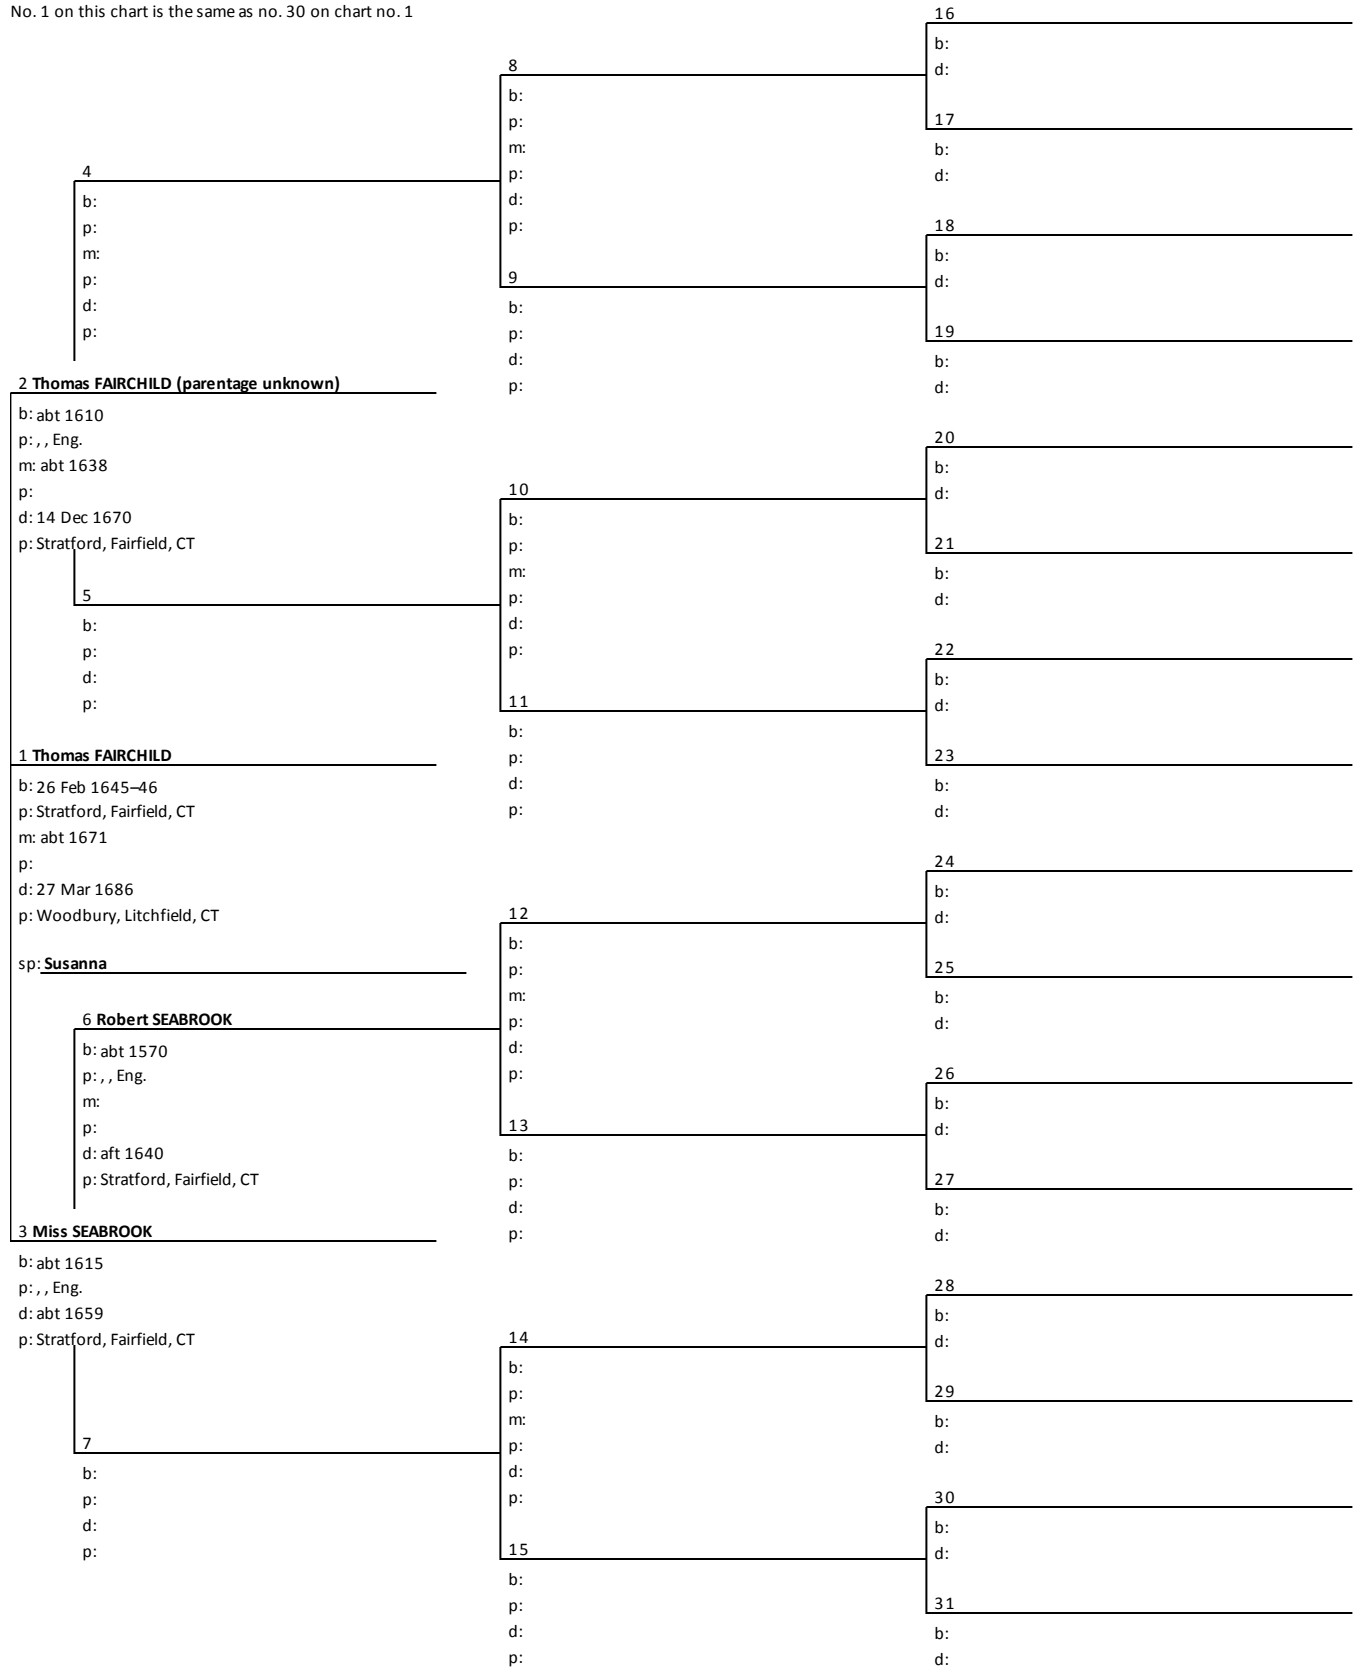 No. 1 on this chart is the same as no. 30 on chart no. 1
4
b:
p:
m:
p:
d:
p:
2 Thomas FAIRCHILD (parentage unknown)
b: abt 1610
p: , , Eng.
m: abt 1638
p:
d: 14 Dec 1670
p: Stratford, Fairfield, CT
5
b:
p:
d:
p:
1 Thomas FAIRCHILD
b: 26 Feb 1645–46
p: Stratford, Fairfield, CT
m: abt 1671
p:
d: 27 Mar 1686
p: Woodbury, Litchfield, CT
sp: Susanna
6 Robert SEABROOK
b: abt 1570
p: , , Eng.
m:
p:
d: aft 1640
p: Stratford, Fairfield, CT
3 Miss SEABROOK
b: abt 1615
p: , , Eng.
d: abt 1659
p: Stratford, Fairfield, CT
7
b:
p:
d:
p:
8
b:
p:
m:
p:
d:
p:
9
b:
p:
d:
p:
10
b:
p:
m:
p:
d:
p:
11
b:
p:
d:
p:
12
b:
p:
m:
p:
d:
p:
13
b:
p:
d:
p:
14
b:
p:
m:
p:
d:
p:
15
b:
p:
d:
p:
16
b:
d:
17
b:
d:
18
b:
d:
19
b:
d:
20
b:
d:
21
b:
d:
22
b:
d:
23
b:
d:
24
b:
d:
25
b:
d:
26
b:
d:
27
b:
d:
28
b:
d:
29
b:
d:
30
b:
d:
31
b:
d: